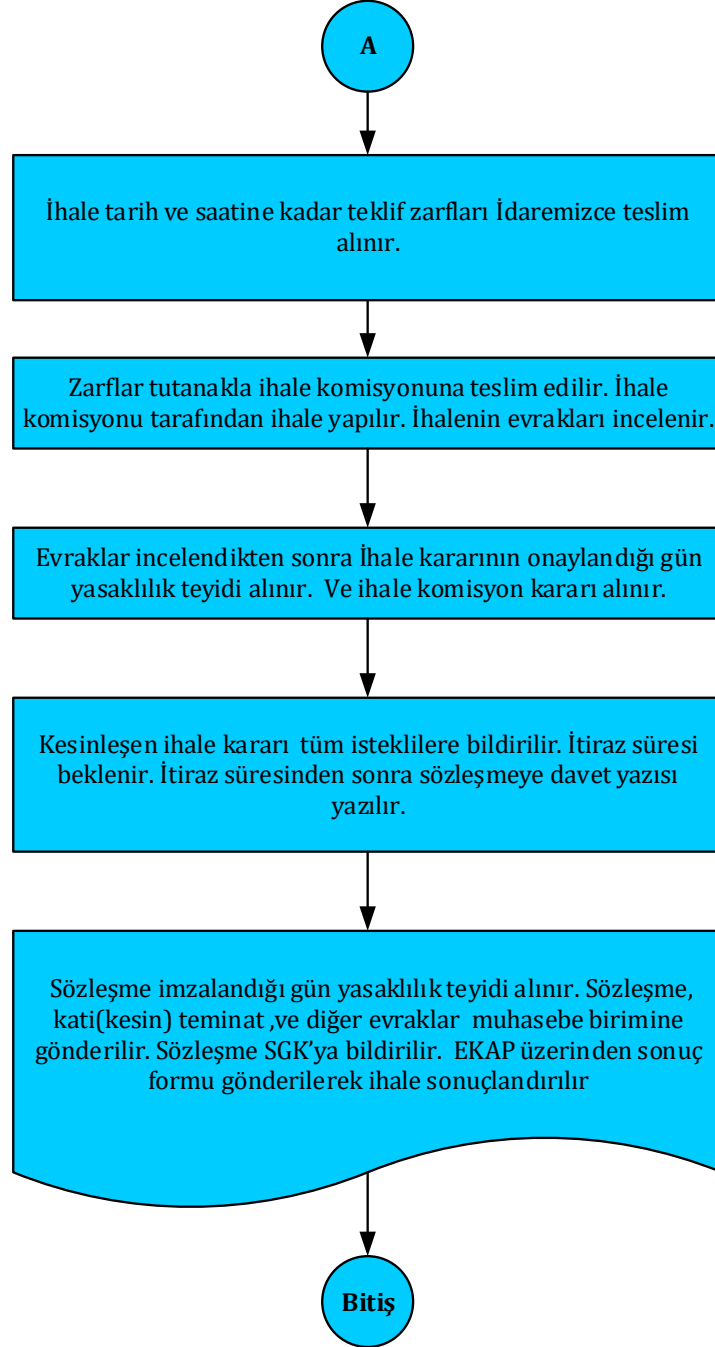 A
İhale tarih ve saatine kadar teklif zarfları İdaremizce teslim
alınır.
Zarflar tutanakla ihale komisyonuna teslim edilir. İhale
komisyonu tarafından ihale yapılır. İhalenin evrakları incelenir.
Evraklar incelendikten sonra İhale kararının onaylandığı gün
yasaklılık teyidi alınır.  Ve ihale komisyon kararı alınır.
Kesinleşen ihale kararı  tüm isteklilere bildirilir. İtiraz süresi
beklenir. İtiraz süresinden sonra sözleşmeye davet yazısı
yazılır.
Sözleşme imzalandığı gün yasaklılık teyidi alınır. Sözleşme,
kati(kesin) teminat ,ve diğer evraklar  muhasebe birimine
gönderilir. Sözleşme SGK’ya bildirilir.  EKAP üzerinden sonuç
formu gönderilerek ihale sonuçlandırılır
Bitiş